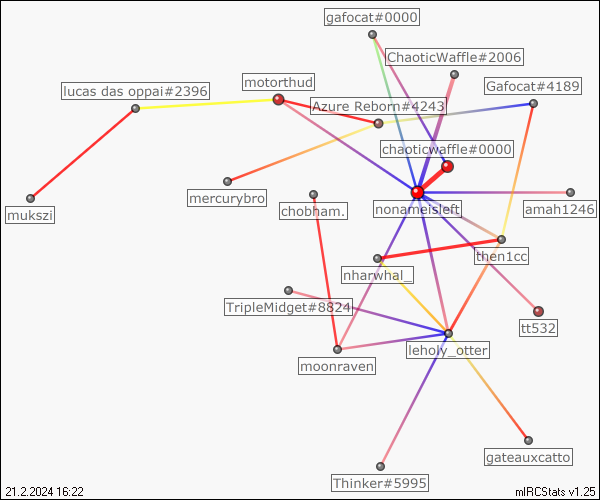 gafocat#0000
ChaoticWaffle#2006
motorthud
Gafocat#4189
lucas das oppai#2396
Azure Reborn#4243
chaoticwaffle#0000
mercurybro
chobham.
nonameisleft
amah1246
mukszi
then1cc
nharwhal_
TripleMidget#8824
tt532
leholy_otter
moonraven
gateauxcatto
Thinker#5995
21.2.2024 16:22
mIRCStats v1.25